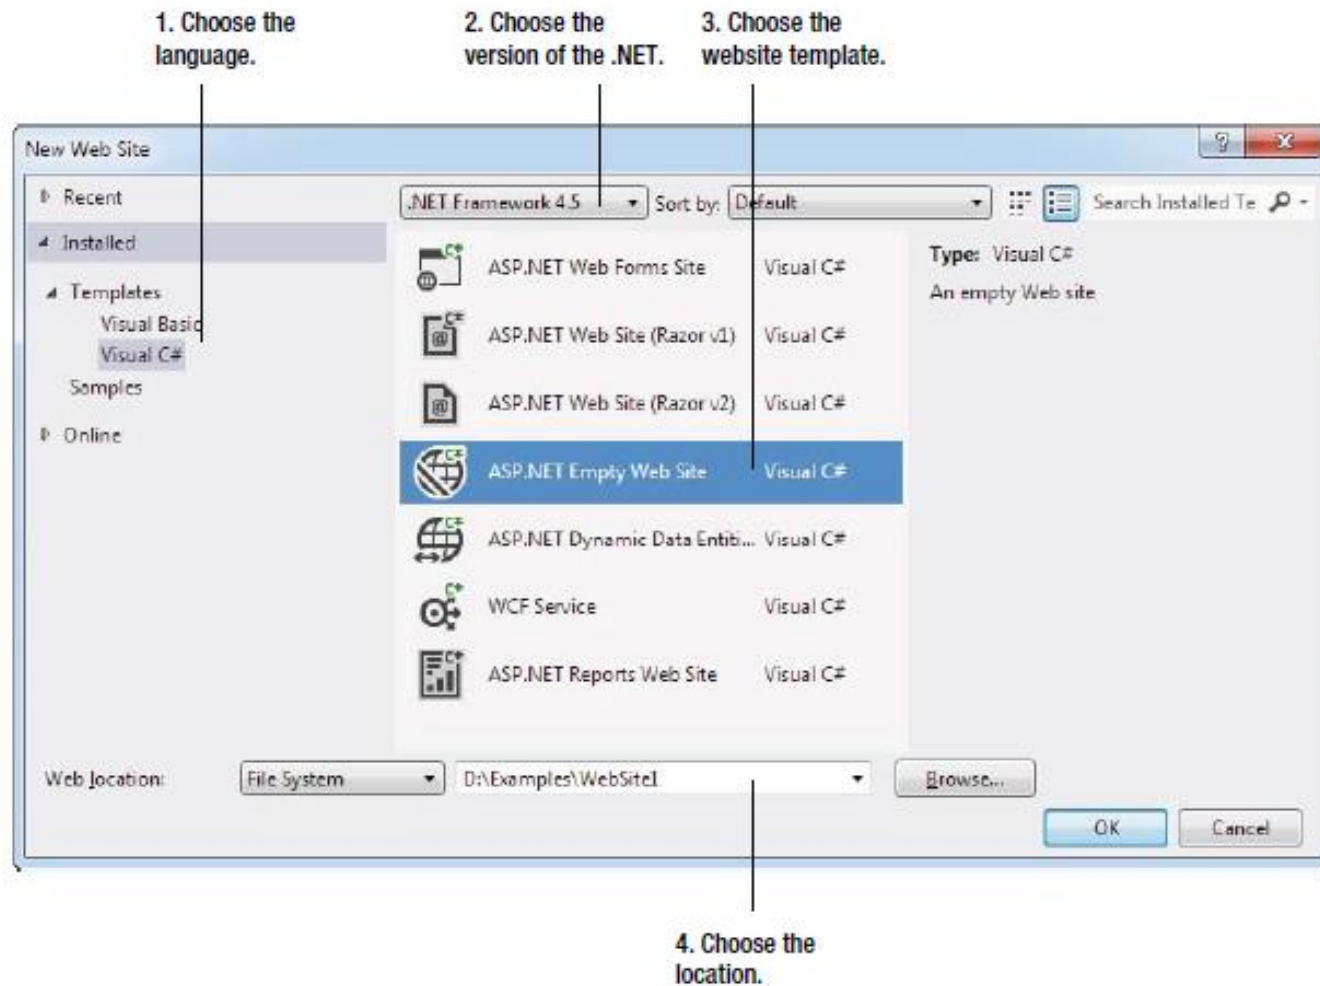 1. Choose the
language.
2. Choose the
version of the .NET.
3. Choose the
website template.
New Web Site
Recent
.NET Framework 4.5
Sort by:
Default
Search Installed Te
Installed
Templates
Visual Basic
Visual C#
Samples
Online
ASP.NET Web Forms Site Visual C#
ASP.NET Web Site (Razor v1) Visual C#
ASP.NET Web Site (Razor v2) Visual C#
ASP.NET Empty Web Site Visual C#
ASP.NET Dynamic Data Entiti... Visual C#
WCF Service Visual C#
ASP.NET Reports Web Site Visual C#
Type: Visual C#
An empty Web site
Web location:
File System
D:\Examples\WebSite1
Browse...
OK
Cancel
4. Choose the
location.